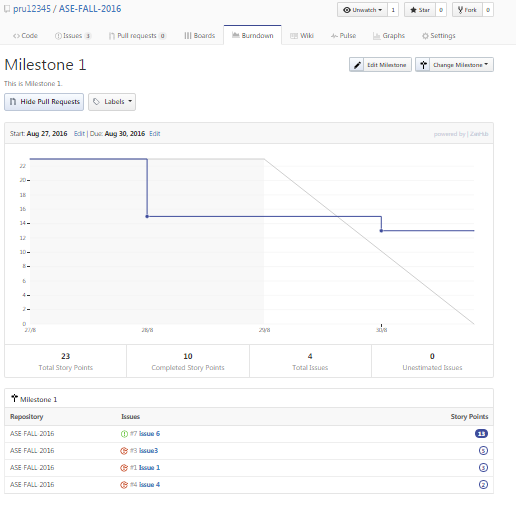 pru12345 / ASE-FALL-2016
Unwatch 1 Star 0 Fork 0
Code Issues 3 Pull requests 0 Boards Burndown Wiki Pulse Graphs Settings
Milestone 1
Edit Milestone Change Milestone
This is Milestone 1.
Hide Pull Requests Labels
Start: Aug 27, 2016 Edit | Due: Aug 30, 2016 Edit
powered by | ZenHub
22
20
18
16
14
12
10
8
6
4
2
0
27/8 28/8 29/8 30/8
23 10 4 0
Total Story Points Completed Story Points Total Issues Unestimated Issues
Milestone 1
Repository Issues Story Points
ASE-FALL-2016 #7 issue 6 13
ASE-FALL-2016 #3 issue3 5
ASE-FALL-2016 #1 Issue 1 3
ASE-FALL-2016 #4 issue 4 2